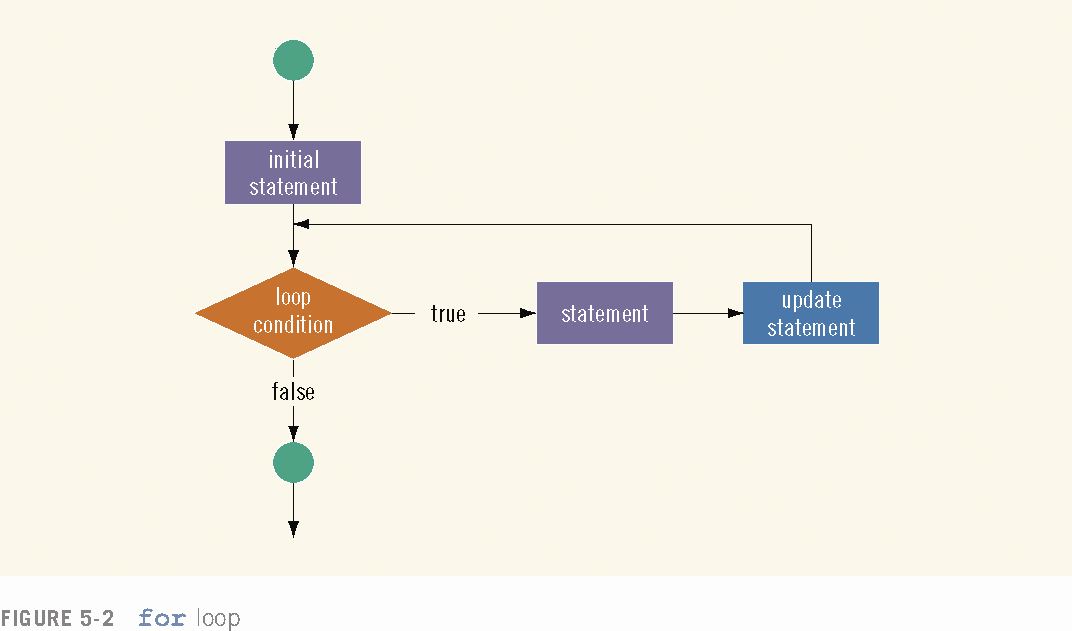 initial
statement
loop
condition
true
statement
update
statement
false
FIGURE 5-2 for loop